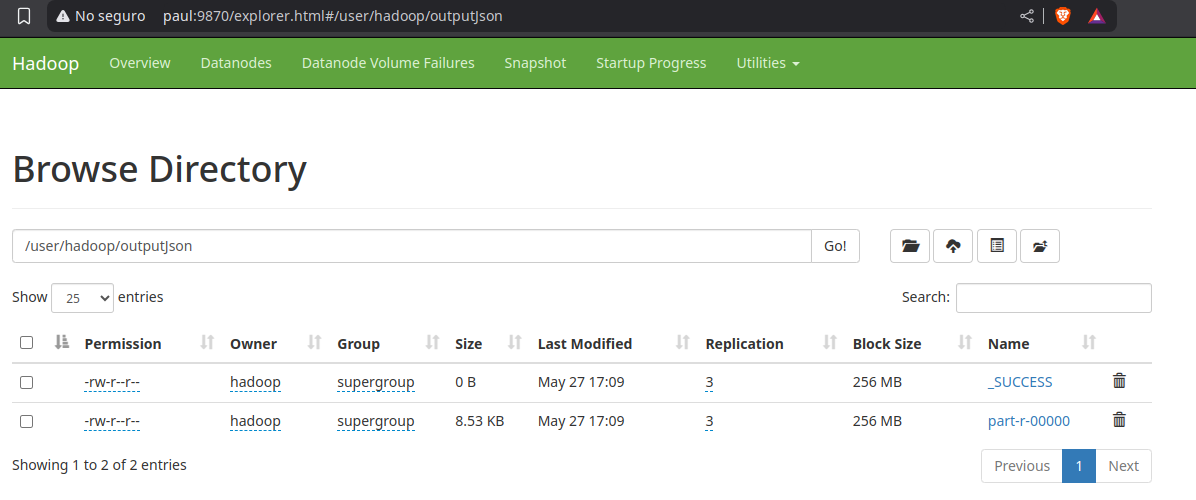 No seguro paul:9870/explorer.html#/user/hadoop/outputJson
Hadoop Overview Datanodes Datanode Volume Failures Snapshot Startup Progress Utilities
Browse Directory
/user/hadoop/outputJson Go!
Show 25 entries Search:
Permission Owner Group Size Last Modified Replication Block Size Name
-rw-r--r-- hadoop supergroup 0 B May 27 17:09 3 256 MB _SUCCESS
-rw-r--r-- hadoop supergroup 8.53 KB May 27 17:09 3 256 MB part-r-00000
Showing 1 to 2 of 2 entries Previous 1 Next